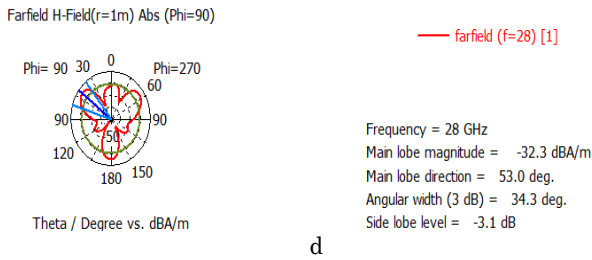 Farfield H-Field(r=1m) Abs (Phi=90)
farfield (f=28) [1]
Phi= 90 30 0 Phi=270
60
90 -50 90
120 150
180
Frequency = 28 GHz
Main lobe magnitude = -32.3 dBA/m
Main lobe direction = 53.0 deg.
Angular width (3 dB) = 34.3 deg.
Side lobe level = -3.1 dB
Theta / Degree vs. dBA/m
d